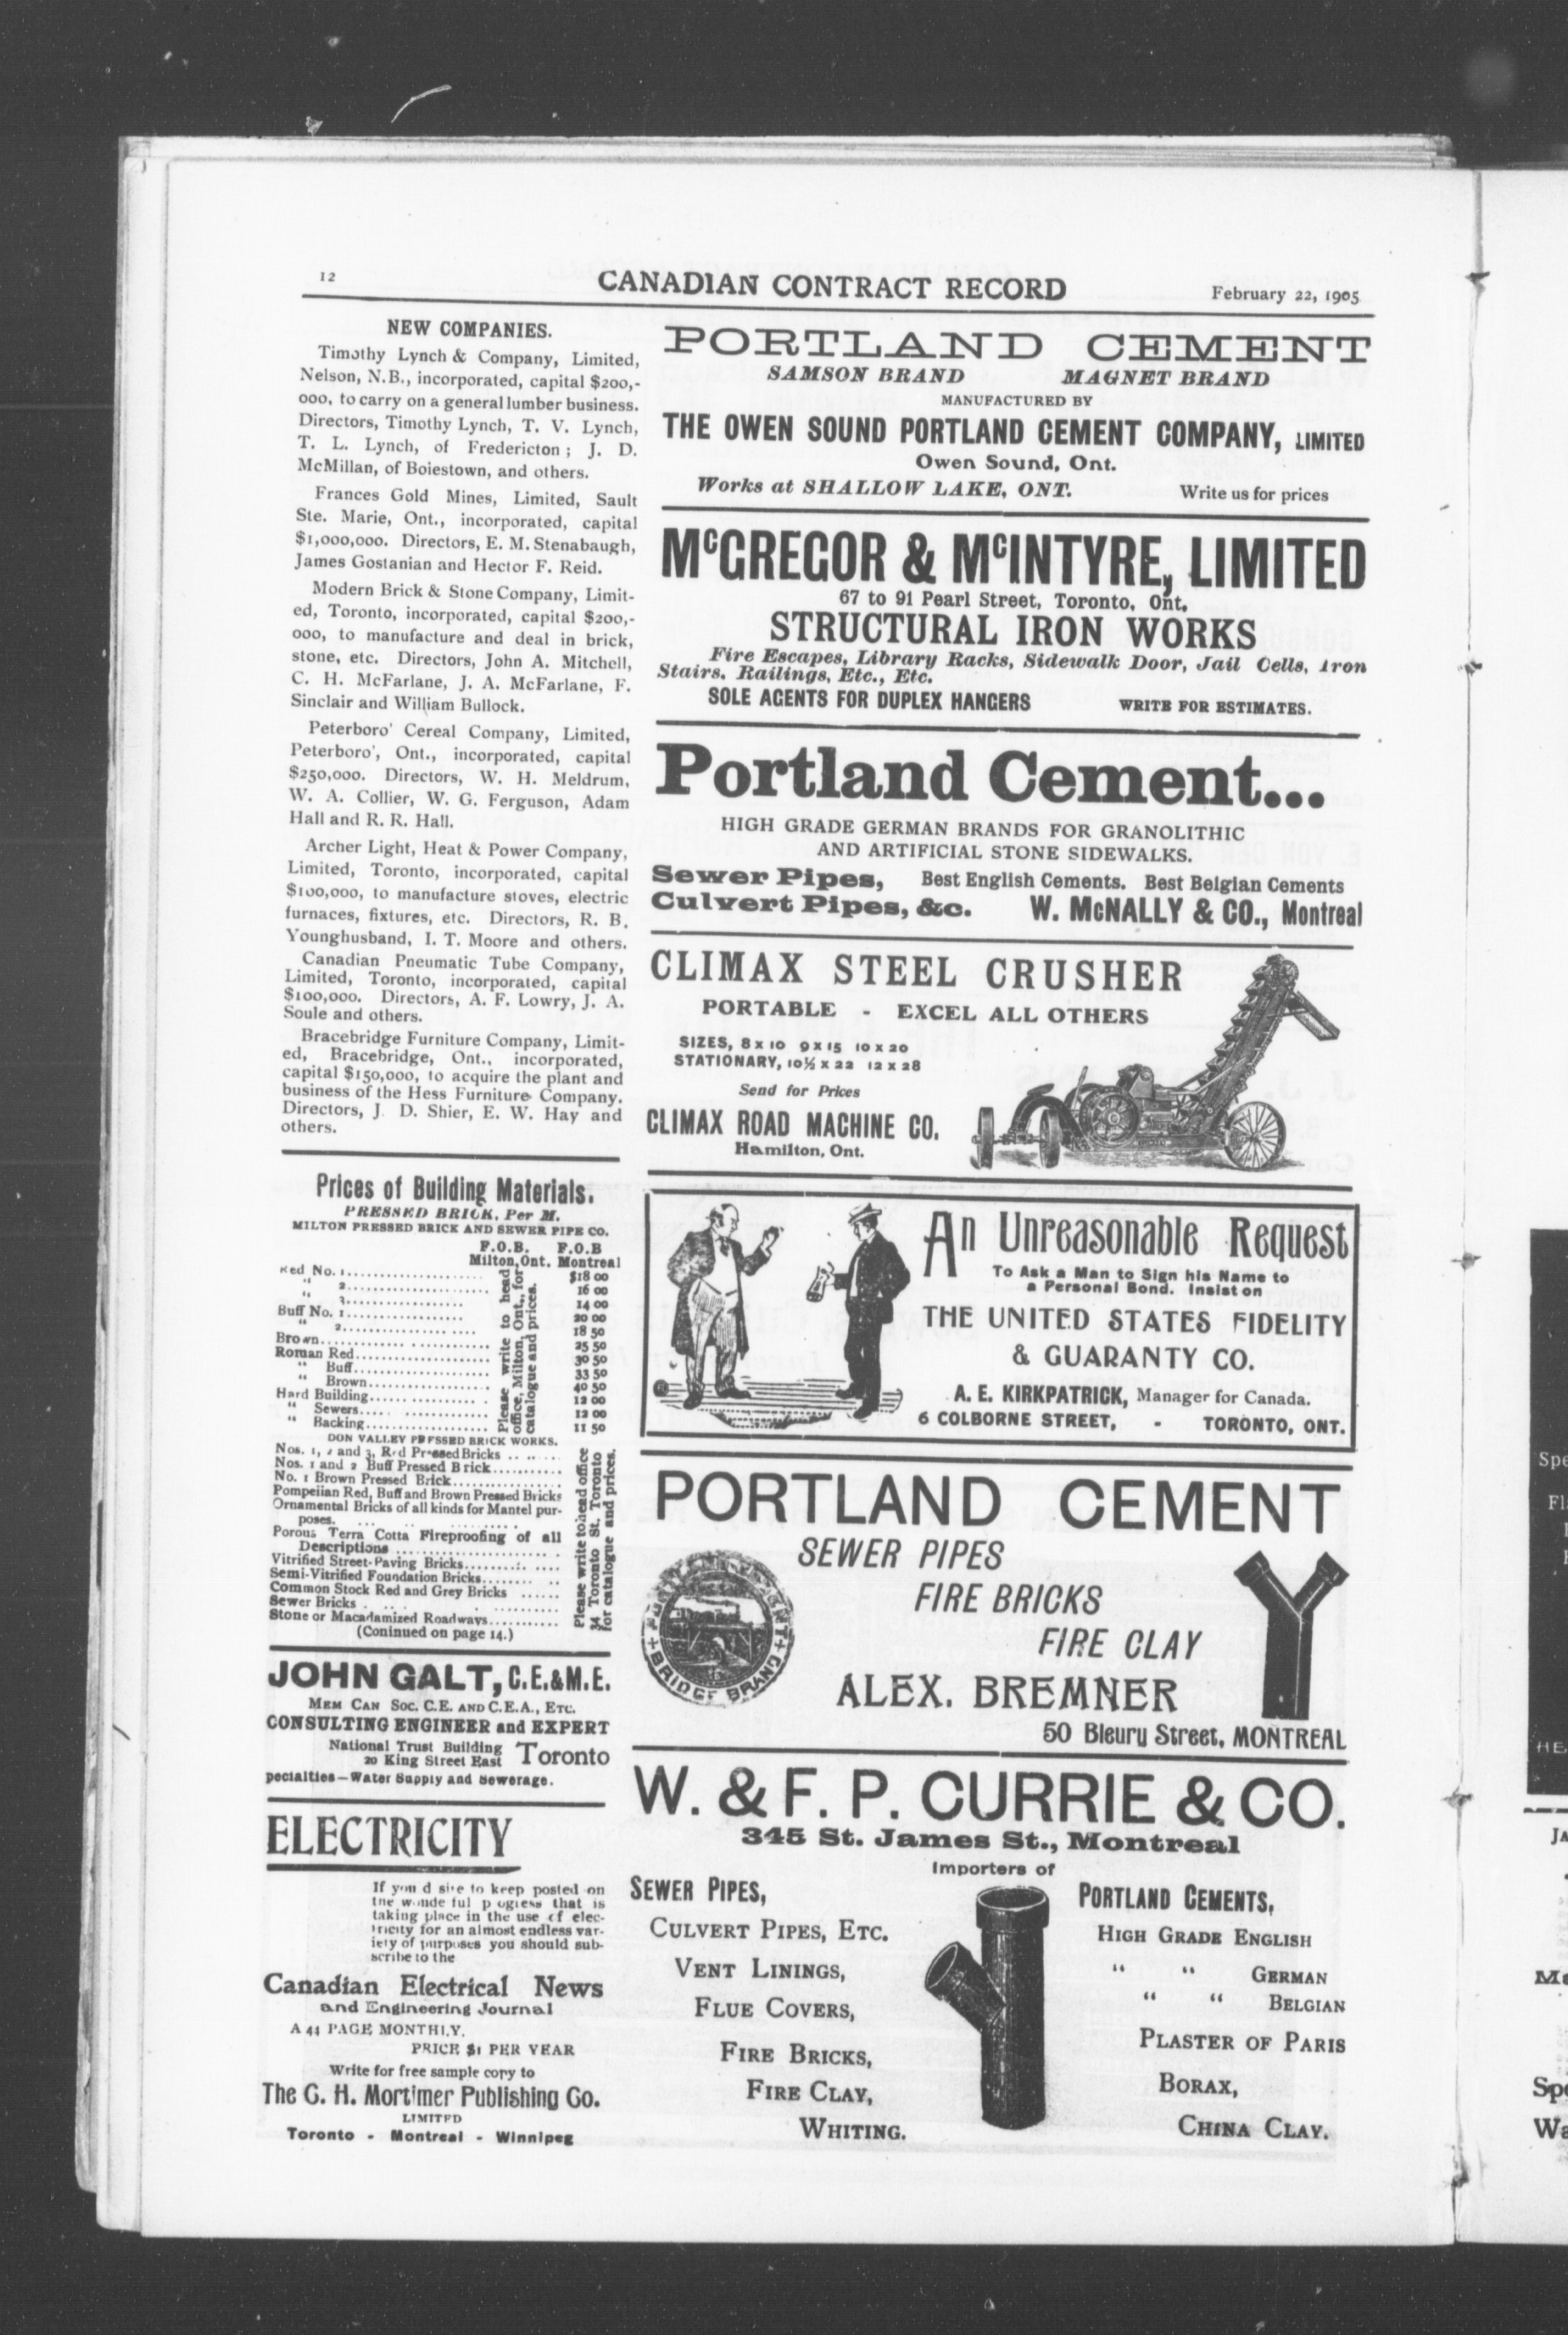 12
CANADIAN CONTRACT RECORD
February 22, 1905
NEW COMPANIES.
Timothy Lynch & Company, Limited,
Nelson, N.B., incorporated, capital $200,-
000, to carry on a general lumber business.
Directors, Timothy Lynch, T. V. Lynch,
T. L. Lynch, of Fredericton; J. D.
McMillan, of Boiestown, and others.
Frances Gold Mines, Limited, Sault
Ste. Marie, Ont., incorporated, capital
$1,000,000. Directors, E. M. Stenabaugh,
James Gostanian and Hector F. Reid.
Modern Brick & Stone Company, Limit-
ed, Toronto, incorporated, capital $200,-
000, to manufacture and deal in brick,
stone, etc. Directors, John A. Mitchell,
C. H. McFarlane, J. A. McFarlane, F.
Sinclair and William Bullock.
Peterboro' Cereal Company, Limited,
Peterboro', Ont., incorporated, capital
$250,000. Directors, W. H. Meldrum,
W. A. Collier, W. G. Ferguson, Adam
Hall and R. R. Hall.
Archer Light, Heat & Power Company,
Limited, Toronto, incorporated, capital
$100,000, to manufacture stoves, electric
furnaces, fixtures, etc. Directors, R. B.
Younghusband, I. T. Moore and others.
Canadian Pneumatic Tube Company,
Limited, Toronto, incorporated, capital
$100,000. Directors, A. F. Lowry, J. A.
Soule and others.
Bracebridge Furniture Company, Limit-
ed, Bracebridge, Ont., incorporated,
capital $150,000, to acquire the plant and
business of the Hess Furniture Company.
Directors, J. D. Shier, E. W. Hay and
others.
Prices of Building Materials.
PRESSED BRICK, Per M.
MILTON PRESSED BRICK AND SEWER PIPE CO.
F.O.B. F.O.B
Milton, Ont. Montreal
Red No. 1..................... $18 00
" 2..................... 16 00
" 3..................... 14 00
Buff No. 1..................... 20 00
" 2..................... 18 50
Brown..................... 25 50
Roman Red..................... 30 50
" Buff..................... 33 50
" Brown..................... 40 50
Hard Building..................... 12 00
" Sewers..................... 12 00
" Backing..................... 11 50
Please write to head
office, Milton, Ont., for
catalogue and prices.
DON VALLEY PRESSED BRICK WORKS.
Nos. 1, 2 and 3, Red Pressed Bricks
Nos. 1 and 2 Buff Pressed Brick...........
No. 1 Brown Pressed Brick................
Pompeiian Red, Buff and Brown Pressed Bricks
Ornamental Bricks of all kinds for Mantel pur-
poses.
Porous Terra Cotta Fireproofing of all
Descriptions ...................
Vitrified Street-Paving Bricks.........
Semi-Vitrified Foundation Bricks........
Common Stock Red and Grey Bricks ......
Sewer Bricks
Stone or Macadamized Roadways...........
(Coninued on page 14.)
Please write to head office
34 Toronto St. Toronto
for catalogue and prices.
JOHN GALT, C.E. & M.E.
MEM CAN SOC. C.E. AND C.E.A., ETC.
CONSULTING ENGINEER and EXPERT
National Trust Building
20 King Street East Toronto
pecialties—Water Supply and Sewerage.
ELECTRICITY
If you d sire to keep posted on
the wonde ful p ogress that is
taking place in the use of elec-
tricity for an almost endless var-
iety of purposes you should sub-
scribe to the
Canadian Electrical News
and Engineering Journal
A 44 PAGE MONTHLY.
PRICE $1 PER YEAR
Write for free sample copy to
The C. H. Mortimer Publishing Co.
LIMITED
Toronto - Montreal - Winnipeg
PORTLAND CEMENT
SAMSON BRAND MAGNET BRAND
MANUFACTURED BY
THE OWEN SOUND PORTLAND CEMENT COMPANY, LIMITED
Owen Sound, Ont.
Works at SHALLOW LAKE, ONT. Write us for prices
McGREGOR & McINTYRE, LIMITED
67 to 91 Pearl Street, Toronto, Ont.
STRUCTURAL IRON WORKS
Fire Escapes, Library Racks, Sidewalk Door, Jail Cells, Iron
Stairs, Railings, Etc., Etc.
SOLE AGENTS FOR DUPLEX HANGERS WRITE FOR ESTIMATES.
Portland Cement...
HIGH GRADE GERMAN BRANDS FOR GRANOLITHIC
AND ARTIFICIAL STONE SIDEWALKS.
Sewer Pipes, Best English Cements. Best Belgian Cements
Culvert Pipes, &c. W. McNALLY & CO., Montreal
CLIMAX STEEL CRUSHER
PORTABLE - EXCEL ALL OTHERS
SIZES, 8 x 10 9 x 15 10 x 20
STATIONARY, 10½ x 22 12 x 28
Send for Prices
CLIMAX ROAD MACHINE CO.
Hamilton, Ont.
An Unreasonable Request
To Ask a Man to Sign his Name to
a Personal Bond. Insist on
THE UNITED STATES FIDELITY
& GUARANTY CO.
A. E. KIRKPATRICK, Manager for Canada.
6 COLBORNE STREET, - TORONTO, ONT.
PORTLAND CEMENT
SEWER PIPES
FIRE BRICKS
FIRE CLAY
PORTLAND CEMENT
BRIDGE BRAND
ALEX. BREMNER
50 Bleury Street, MONTREAL
W. & F. P. CURRIE & CO.
345 St. James St., Montreal
Importers of
SEWER PIPES,
CULVERT PIPES, ETC.
VENT LININGS,
FLUE COVERS,
FIRE BRICKS,
FIRE CLAY,
WHITING.
PORTLAND CEMENTS,
HIGH GRADE ENGLISH
" " GERMAN
" " BELGIAN
PLASTER OF PARIS
BORAX,
CHINA CLAY.